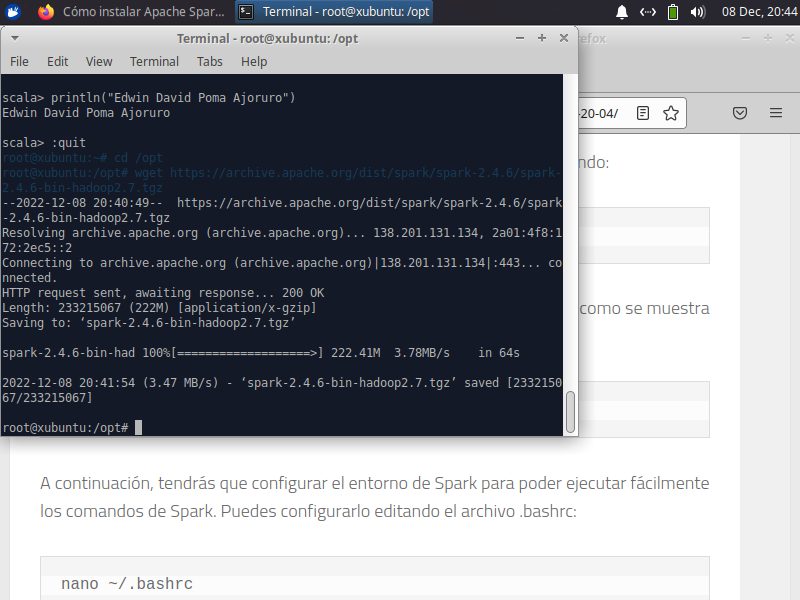 Cómo instalar Apache Spar...
Terminal - root@xubuntu: /opt
08 Dec, 20:44
Terminal - root@xubuntu: /opt
efox
File Edit View Terminal Tabs Help
scala> println("Edwin David Poma Ajoruro")
Edwin David Poma Ajoruro
scala> :quit
root@xubuntu:~# cd /opt
root@xubuntu:/opt# wget https://archive.apache.org/dist/spark/spark-2.4.6/spark-
2.4.6-bin-hadoop2.7.tgz
--2022-12-08 20:40:49--  https://archive.apache.org/dist/spark/spark-2.4.6/spark
-2.4.6-bin-hadoop2.7.tgz
Resolving archive.apache.org (archive.apache.org)... 138.201.131.134, 2a01:4f8:1
72:2ec5::2
Connecting to archive.apache.org (archive.apache.org)|138.201.131.134|:443... co
nnected.
HTTP request sent, awaiting response... 200 OK
Length: 233215067 (222M) [application/x-gzip]
Saving to: ‘spark-2.4.6-bin-hadoop2.7.tgz’
spark-2.4.6-bin-had 100%[===================>] 222.41M  3.78MB/s    in 64s
2022-12-08 20:41:54 (3.47 MB/s) - ‘spark-2.4.6-bin-hadoop2.7.tgz’ saved [2332150
67/233215067]
root@xubuntu:/opt#
-20-04/
ndo:
como se muestra
A continuación, tendrás que configurar el entorno de Spark para poder ejecutar fácilmente
los comandos de Spark. Puedes configurarlo editando el archivo .bashrc:
nano ~/.bashrc